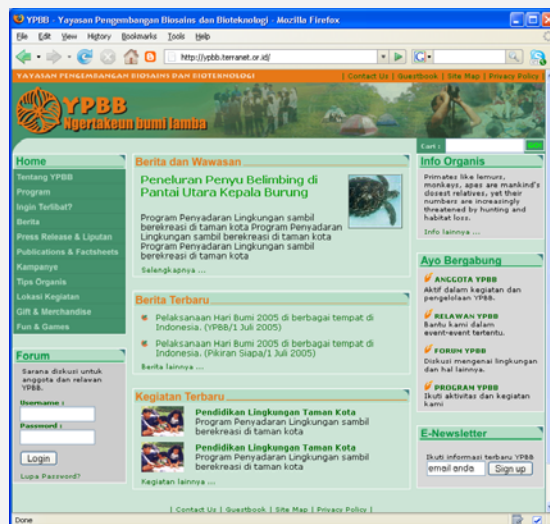 YPBB - Yayasan Pengembangan Biosains dan Bioteknologi - Mozilla Firefox
File Edit View History Bookmarks Tools Help
http://ypbb.terranet.or.id/
YAYASAN PENGEMBANGAN BIOSAINS DAN BIOTEKNOLOGI
| Contact Us | Guestbook | Site Map | Privacy Policy |
YPBB
Ngertakeun bumi lamba
Cari :
GO!
Home
Tentang YPBB
Program
Ingin Terlibat?
Berita
Press Release & Liputan
Publications & Factsheets
Kampanye
Tips Organis
Lokasi Kegiatan
Gift & Merchandise
Fun & Games
Forum
Sarana diskusi untuk
anggota dan relawan
YPBB.
Username :
Password :
Login
Lupa Password?
Berita dan Wawasan
Peneluran Penyu Belimbing di
Pantai Utara Kepala Burung
Program Penyadaran Lingkungan sambil
berekreasi di taman kota Program Penyadaran
Lingkungan sambil berekreasi di taman kota
Program Penyadaran Lingkungan sambil
berekreasi di taman kota
Selangkapnya ...
Berita Terbaru
Pelaksanaan Hari Bumi 2005 di berbagai tempat di
Indonesia. (YPBB/1 Juli 2005)
Pelaksanaan Hari Bumi 2005 di berbagai tempat di
Indonesia. (Pikiran Siapa/1 Juli 2005)
Berita lainnya ...
Kegiatan Terbaru
Pendidikan Lingkungan Taman Kota
Program Penyadaran Lingkungan sambil
berekreasi di taman kota
Pendidikan Lingkungan Taman Kota
Program Penyadaran Lingkungan sambil
berekreasi di taman kota
Kegiatan lainnya ...
Info Organis
Primates like lemurs,
monkeys, apes are mankind's
closest relatives, yet their
numbers are increasingly
threatened by hunting and
habitat loss.
Info lainnya ...
Ayo Bergabung
ANGGOTA YPBB
Aktif dalam kegiatan dan
pengelolaan YPBB.
RELAWAN YPBB
Bantu kami dalam
event-event tertentu.
FORUM YPBB
Diskusi mengenai lingkungan
dan hal lainnya.
PROGRAM YPBB
Ikuti aktivitas dan kegiatan
kami
E-Newsletter
Ikuti informasi terbaru YPBB
email anda
Sign up
| Contact Us | Guestbook | Site Map | Privacy Policy |
Done